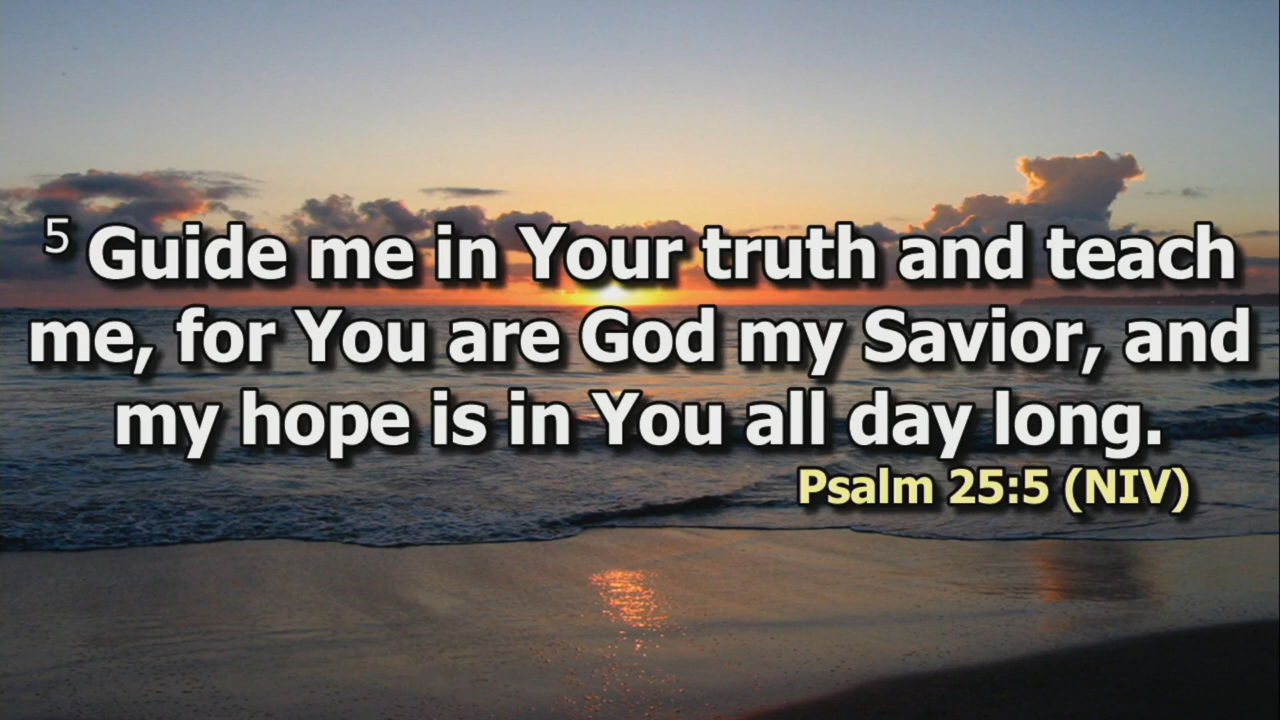 5 Guide me in Your truth and teach
me, for You are God my Savior, and
my hope is in You all day long.
Psalm 25:5 (NIV)